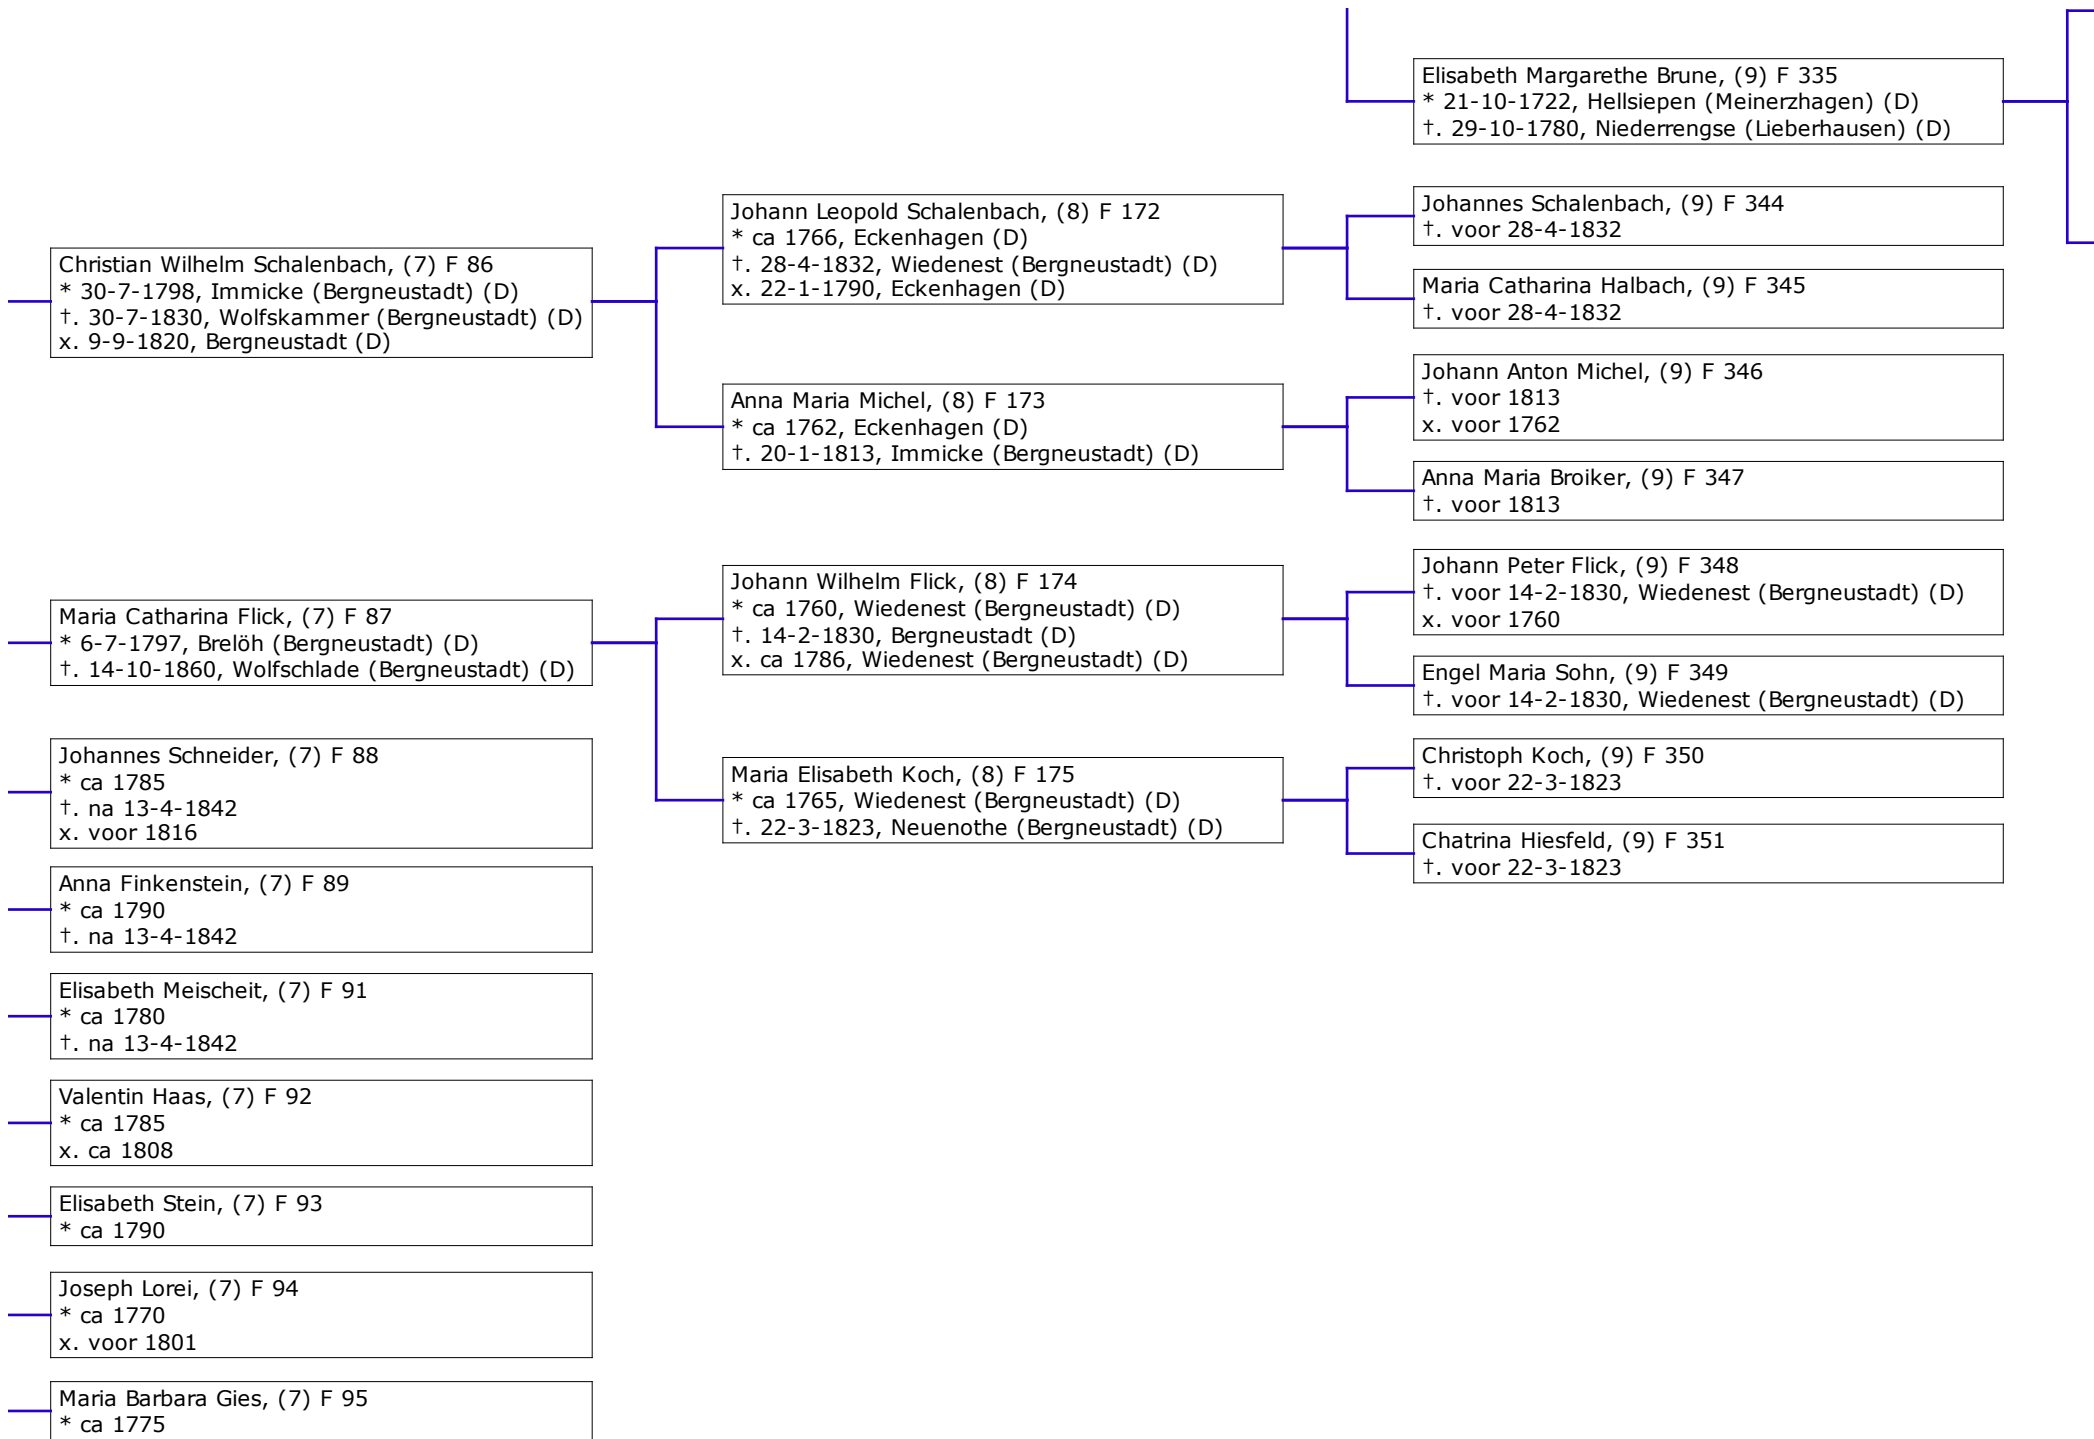 Elisabeth Margarethe Brune, (9) F 335
* 21-10-1722, Hellsiepen (Meinerzhagen) (D)
†. 29-10-1780, Niederrengse (Lieberhausen) (D)
Johannes Schalenbach, (9) F 344
†. voor 28-4-1832
Johann Leopold Schalenbach, (8) F 172
* ca 1766, Eckenhagen (D)
†. 28-4-1832, Wiedenest (Bergneustadt) (D)
x. 22-1-1790, Eckenhagen (D)
Christian Wilhelm Schalenbach, (7) F 86
* 30-7-1798, Immicke (Bergneustadt) (D)
†. 30-7-1830, Wolfskammer (Bergneustadt) (D)
x. 9-9-1820, Bergneustadt (D)
Maria Catharina Halbach, (9) F 345
†. voor 28-4-1832
Johann Anton Michel, (9) F 346
†. voor 1813
x. voor 1762
Anna Maria Michel, (8) F 173
* ca 1762, Eckenhagen (D)
†. 20-1-1813, Immicke (Bergneustadt) (D)
Anna Maria Broiker, (9) F 347
†. voor 1813
Johann Peter Flick, (9) F 348
†. voor 14-2-1830, Wiedenest (Bergneustadt) (D)
x. voor 1760
Johann Wilhelm Flick, (8) F 174
* ca 1760, Wiedenest (Bergneustadt) (D)
†. 14-2-1830, Bergneustadt (D)
x. ca 1786, Wiedenest (Bergneustadt) (D)
Maria Catharina Flick, (7) F 87
* 6-7-1797, Brelöh (Bergneustadt) (D)
†. 14-10-1860, Wolfschlade (Bergneustadt) (D)
Engel Maria Sohn, (9) F 349
†. voor 14-2-1830, Wiedenest (Bergneustadt) (D)
Johannes Schneider, (7) F 88
* ca 1785
†. na 13-4-1842
x. voor 1816
Christoph Koch, (9) F 350
†. voor 22-3-1823
Maria Elisabeth Koch, (8) F 175
* ca 1765, Wiedenest (Bergneustadt) (D)
†. 22-3-1823, Neuenothe (Bergneustadt) (D)
Chatrina Hiesfeld, (9) F 351
†. voor 22-3-1823
Anna Finkenstein, (7) F 89
* ca 1790
†. na 13-4-1842
Elisabeth Meischeit, (7) F 91
* ca 1780
†. na 13-4-1842
Valentin Haas, (7) F 92
* ca 1785
x. ca 1808
Elisabeth Stein, (7) F 93
* ca 1790
Joseph Lorei, (7) F 94
* ca 1770
x. voor 1801
Maria Barbara Gies, (7) F 95
* ca 1775